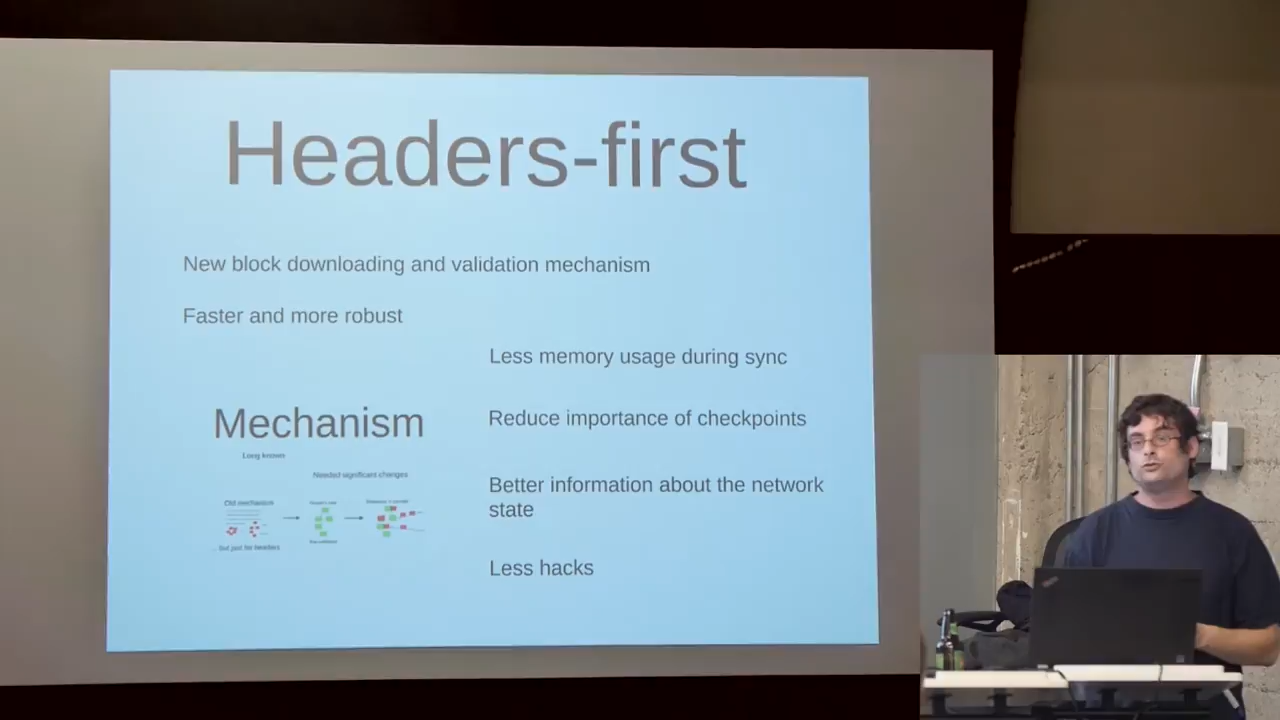 Headers-first
New block downloading and validation mechanism
Faster and more robust
Less memory usage during sync
Reduce importance of checkpoints
Better information about the network
state
Less hacks
Mechanism
Long known
Needed significant changes
Old mechanism
... but just for headers